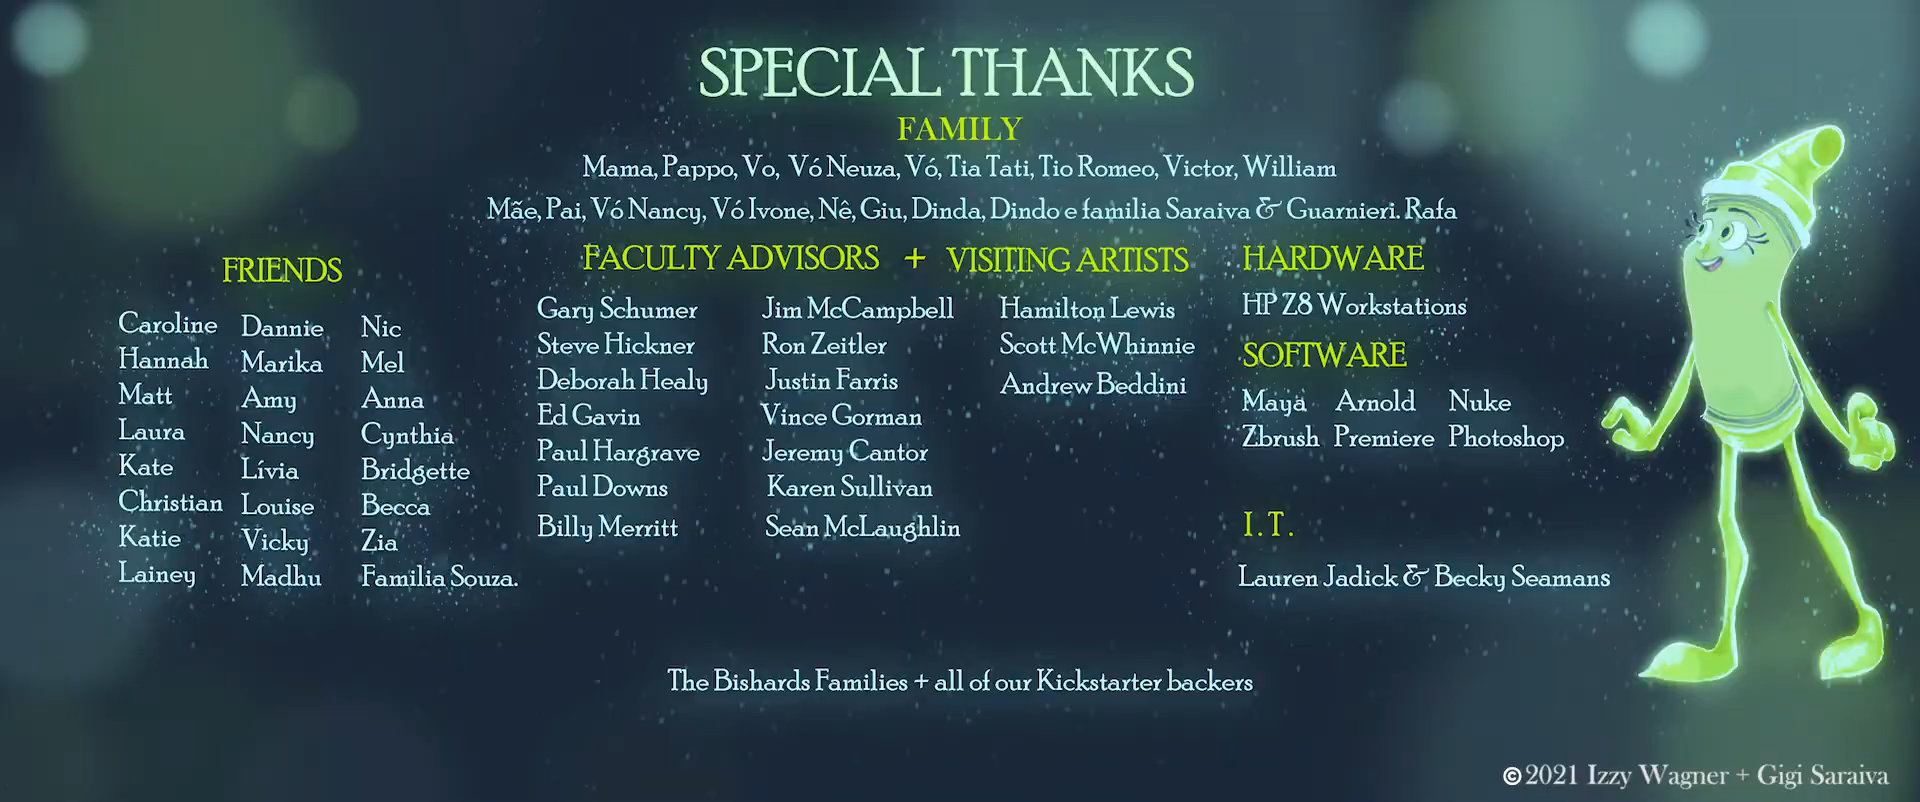 SPECIAL THANKS
FAMILY
Mama, Pappo, Vo, Vó Neuza, Vó, Tia Tati, Tio Romeo, Victor, William
Mãe, Pai, Vó Nancy, Vó Ivone, Nê, Giu, Dinda, Dindo e familia Saraiva & Guarnieri. Rafa
FRIENDS
Caroline
Hannah
Matt
Laura
Kate
Christian
Katie
Lainey
Dannie
Marika
Amy
Nancy
Lívia
Louise
Vicky
Madhu
Nic
Mel
Anna
Cynthia
Bridgette
Becca
Zia
Familia Souza.
FACULTY ADVISORS + VISITING ARTISTS
Gary Schumer
Steve Hickner
Deborah Healy
Ed Gavin
Paul Hargrave
Paul Downs
Billy Merritt
Jim McCampbell
Ron Zeitler
Justin Farris
Vince Gorman
Jeremy Cantor
Karen Sullivan
Sean McLaughlin
Hamilton Lewis
Scott McWhinnie
Andrew Beddini
HARDWARE
HP Z8 Workstations
SOFTWARE
Maya Arnold Nuke
Zbrush Premiere Photoshop
I.T.
Lauren Jadick & Becky Seamans
The Bishards Families + all of our Kickstarter backers
©2021 Izzy Wagner + Gigi Saraiva